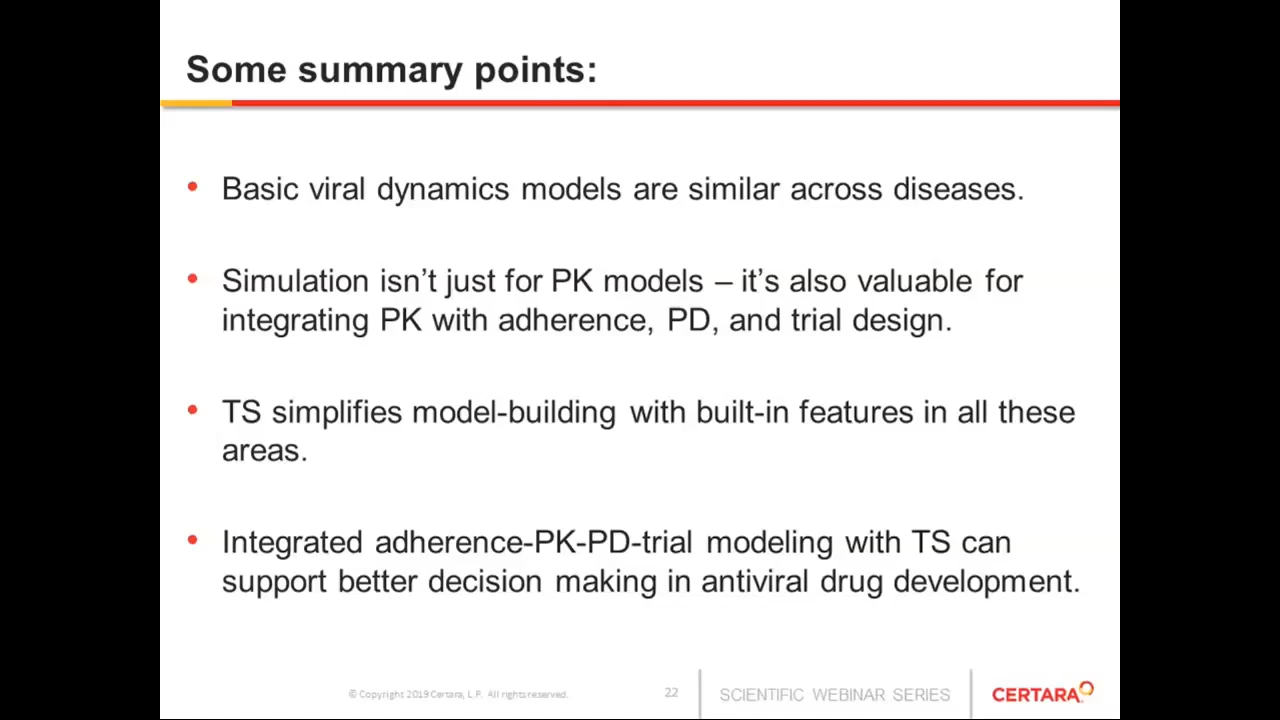 Some summary points:
• Basic viral dynamics models are similar across diseases.
• Simulation isn’t just for PK models – it’s also valuable for
integrating PK with adherence, PD, and trial design.
• TS simplifies model-building with built-in features in all these
areas.
• Integrated adherence-PK-PD-trial modeling with TS can
support better decision making in antiviral drug development.
© Copyright 2019 Certara, L.P. All rights reserved.
22
SCIENTIFIC WEBINAR SERIES
CERTARA